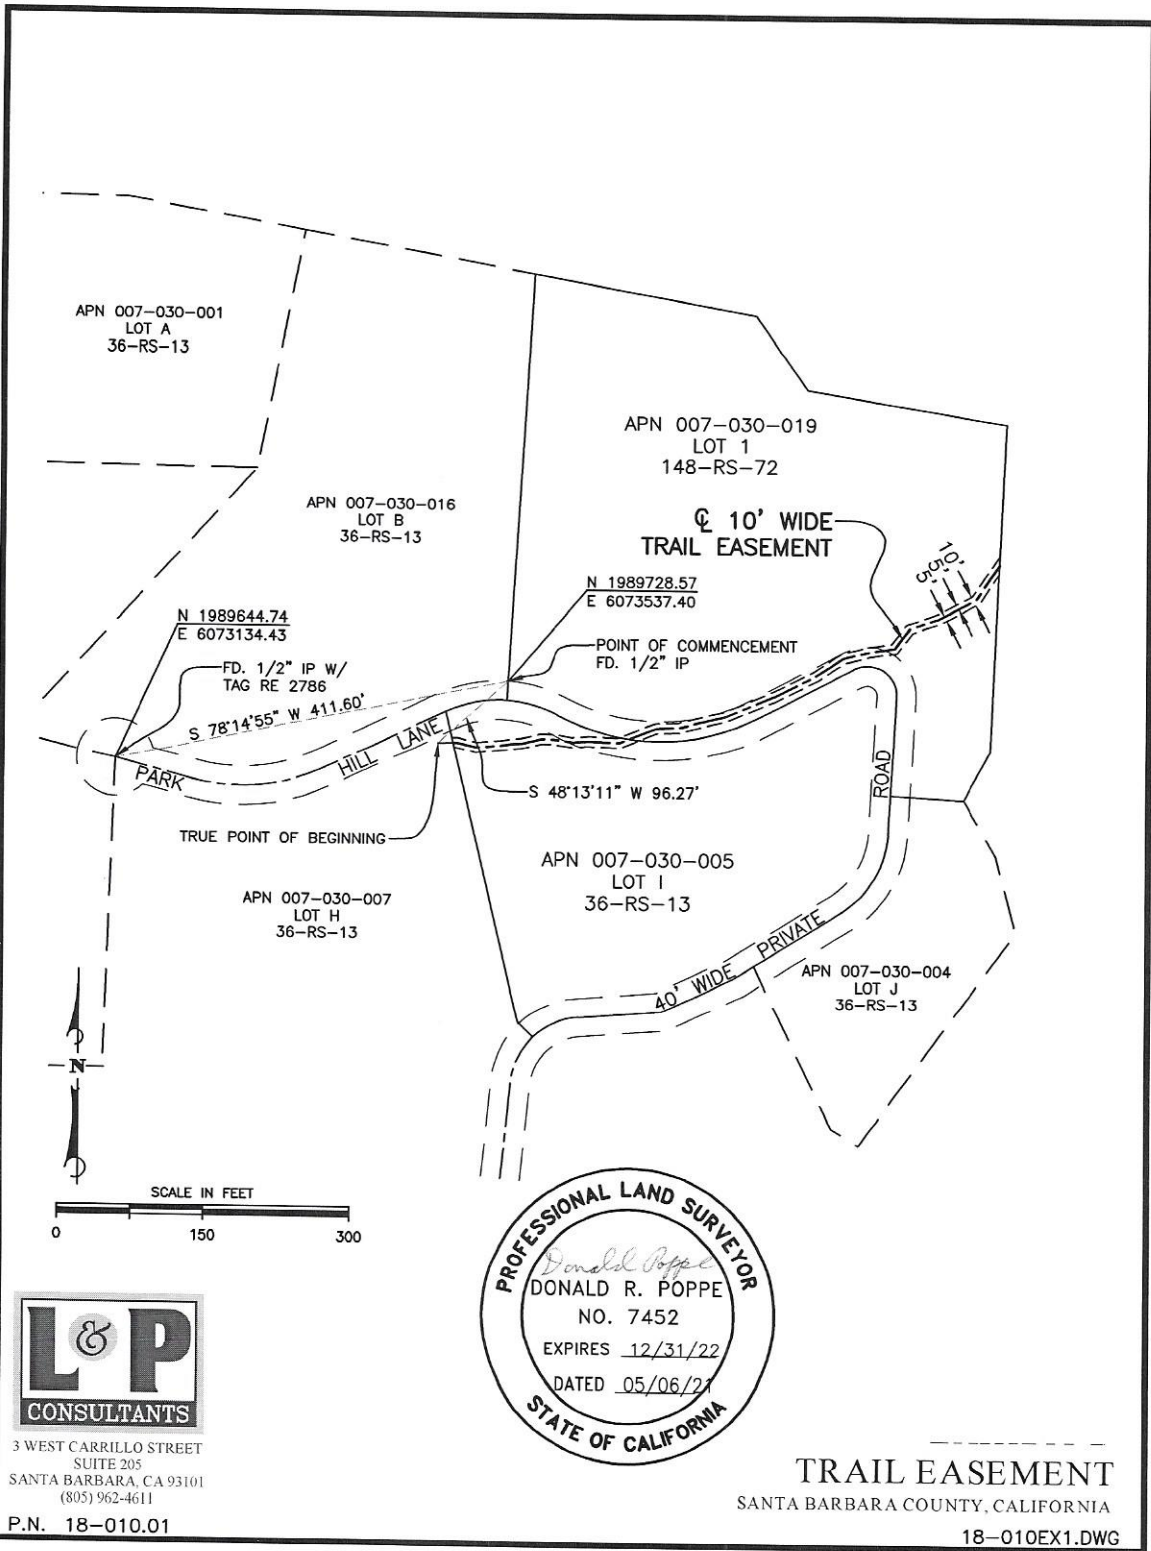 APN 007-030-001
LOT A
36-RS-13
APN 007-030-019
LOT 1
148-RS-72
APN 007-030-016
LOT B
36-RS-13
℄ 10' WIDE
TRAIL EASEMENT
10'
5'
5'
N 1989728.57
E 6073537.40
N 1989644.74
E 6073134.43
POINT OF COMMENCEMENT
FD. 1/2" IP
FD. 1/2" IP W/
TAG RE 2786
S 78°14'55" W 411.60'
PARK HILL LANE
S 48°13'11" W 96.27'
ROAD
TRUE POINT OF BEGINNING
APN 007-030-005
LOT I
36-RS-13
APN 007-030-007
LOT H
36-RS-13
40' WIDE PRIVATE
APN 007-030-004
LOT J
36-RS-13
N
SCALE IN FEET
0 150 300
PROFESSIONAL LAND SURVEYOR
Donald Poppe
DONALD R. POPPE
NO. 7452
EXPIRES 12/31/22
DATED 05/06/21
STATE OF CALIFORNIA
L&P
CONSULTANTS
3 WEST CARRILLO STREET
SUITE 205
SANTA BARBARA, CA 93101
(805) 962-4611
P.N. 18-010.01
TRAIL EASEMENT
SANTA BARBARA COUNTY, CALIFORNIA
18-010EX1.DWG